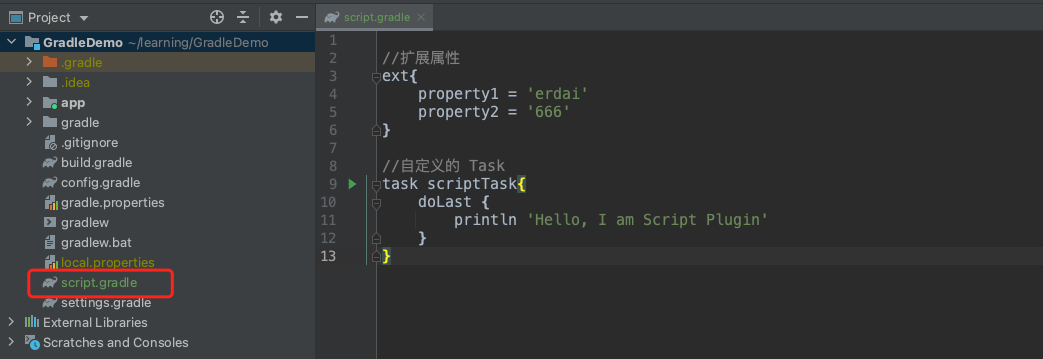 Project
script.gradle
GradleDemo ~/learning/GradleDemo
.gradle
.idea
app
gradle
.gitignore
build.gradle
config.gradle
gradle.properties
gradlew
gradlew.bat
local.properties
script.gradle
settings.gradle
External Libraries
Scratches and Consoles
1
2 //扩展属性
3 ext{
4 property1 = 'erdai'
5 property2 = '666'
6 }
7
8 //自定义的 Task
9 task scriptTask{
10 doLast {
11 println 'Hello, I am Script Plugin'
12 }
13 }